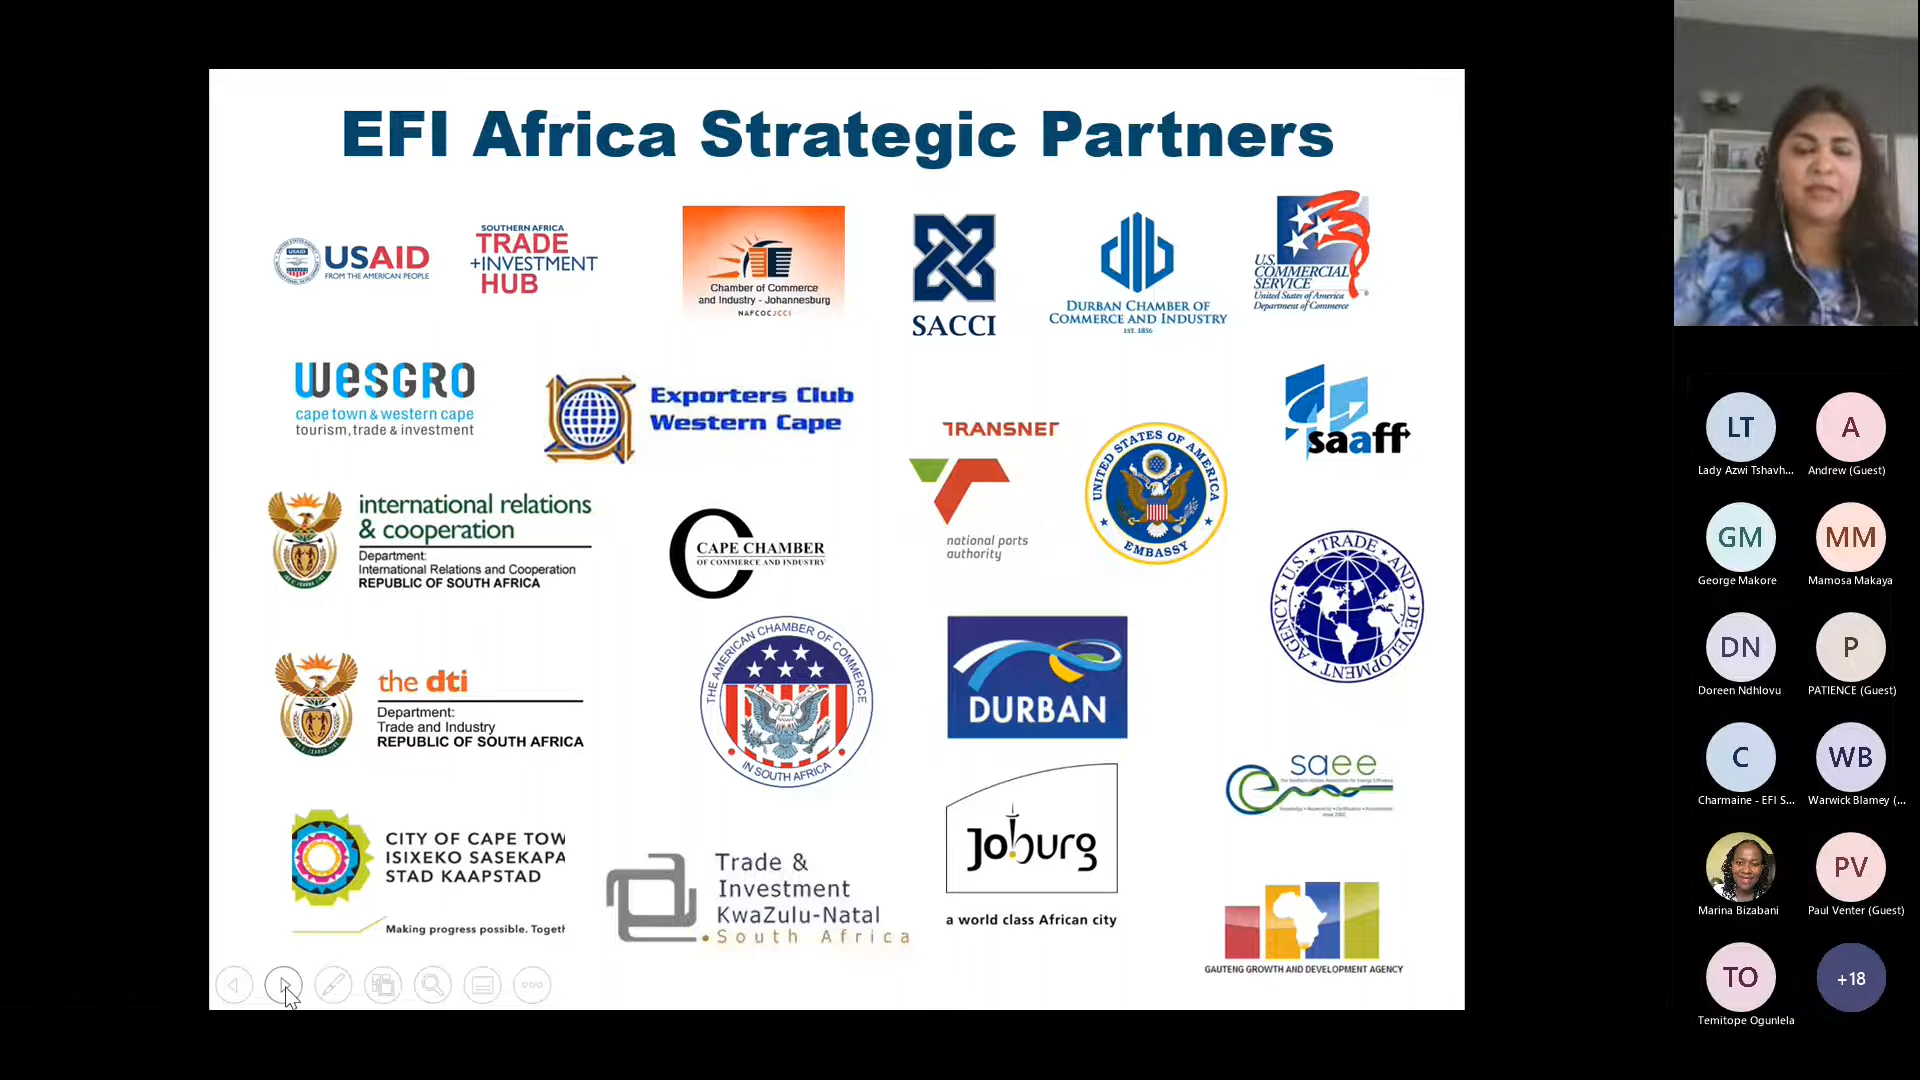 EFI Africa Strategic Partners
USAID
FROM THE AMERICAN PEOPLE
SOUTHERN AFRICA
TRADE
+INVESTMENT
HUB
Chamber of Commerce
and Industry - Johannesburg
NAFCOCJCCI
SACCI
DURBAN CHAMBER OF
COMMERCE AND INDUSTRY
EST. 1856
U.S.
COMMERCIAL
SERVICE
United States of America
Department of Commerce
wesgro
cape town & western cape
tourism, trade & investment
Exporters Club
Western Cape
TRANSNET
national ports
authority
UNITED STATES OF AMERICA
EMBASSY
saaff
international relations
& cooperation
Department:
International Relations and Cooperation
REPUBLIC OF SOUTH AFRICA
CAPE CHAMBER
OF COMMERCE AND INDUSTRY
U.S. TRADE AND DEVELOPMENT AGENCY
the dti
Department:
Trade and Industry
REPUBLIC OF SOUTH AFRICA
THE AMERICAN CHAMBER OF COMMERCE
IN SOUTH AFRICA
DURBAN
saee
since 2002
CITY OF CAPE TOW
ISIXEKO SASEKAPA
STAD KAAPSTAD
Making progress possible. Toget
Trade &
Investment
KwaZulu-Natal
South Africa
Joburg
a world class African city
GAUTENG GROWTH AND DEVELOPMENT AGENCY
LT
Lady Azwi Tshavh...
A
Andrew (Guest)
GM
George Makore
MM
Mamosa Makaya
DN
Doreen Ndhlovu
P
PATIENCE (Guest)
C
Charmaine - EFI S...
WB
Warwick Blamey (...
Marina Bizabani
PV
Paul Venter (Guest)
TO
Temitope Ogunlela
+18